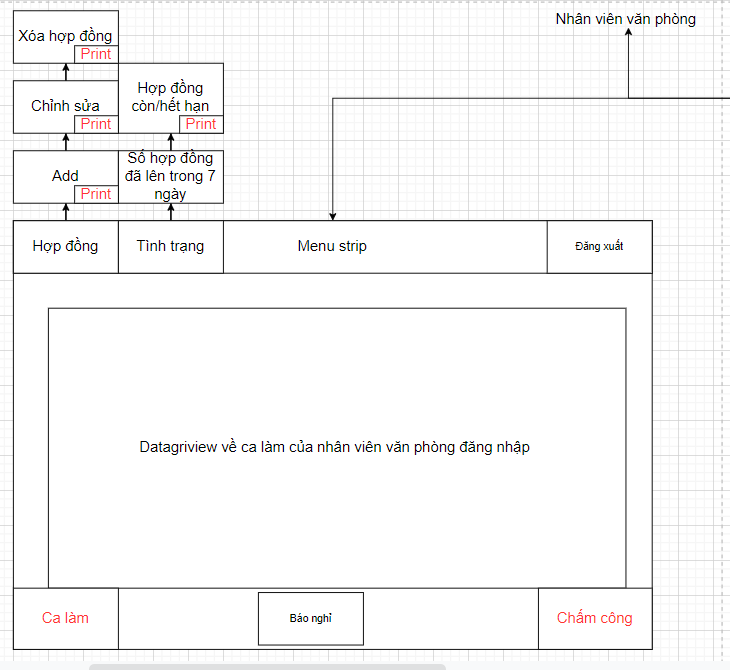 Nhân viên văn phòng
Xóa hợp đồng
Print
Chỉnh sửa
Print
Hợp đồng
còn/hết hạn
Print
Add
Print
Số hợp đồng
đã lên trong 7
ngày
Hợp đồng
Tình trạng
Menu strip
Đăng xuất
Datagriview về ca làm của nhân viên văn phòng đăng nhập
Ca làm
Báo nghỉ
Chấm công